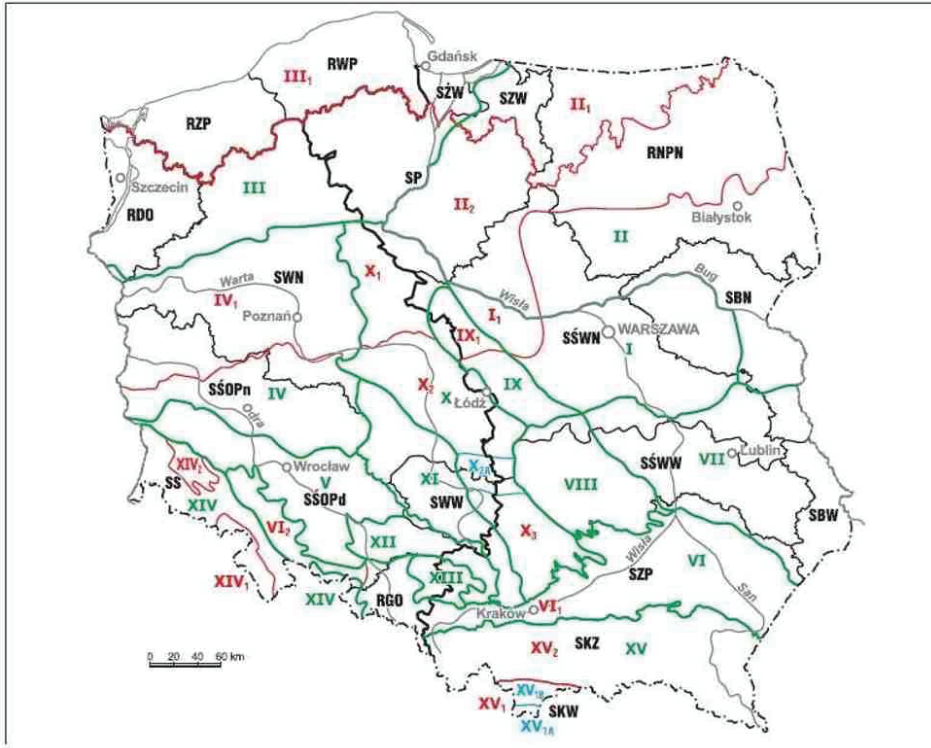 Gdańsk
RWP
III₁
SŻW
SZW
II₁
RZP
RNPN
SP
Szczecin
III
II₂
RDO
Białystok
II
Warta
SWN
X₁
Bug
SBN
IV₁
Wisła
I₁
Poznań
WARSZAWA
SŚWN
IX₁
I
X₂
IX
SŚOPn
IV
X
Łódź
Odra
XIV₂
Wrocław
X₂ₐ
VII
Lublin
SŚWW
SS
V
XI
VIII
XIV
SŚOPd
SWW
SBW
VI₂
X₃
XII
Wisła
VI
XIII
SZP
XIV₁
XIV
RGO
San
Kraków
VI₁
XV₂
SKZ
XV
0 20 40 60 km
XV₁
XV₁ᵦ
SKW
XV₁ₐ